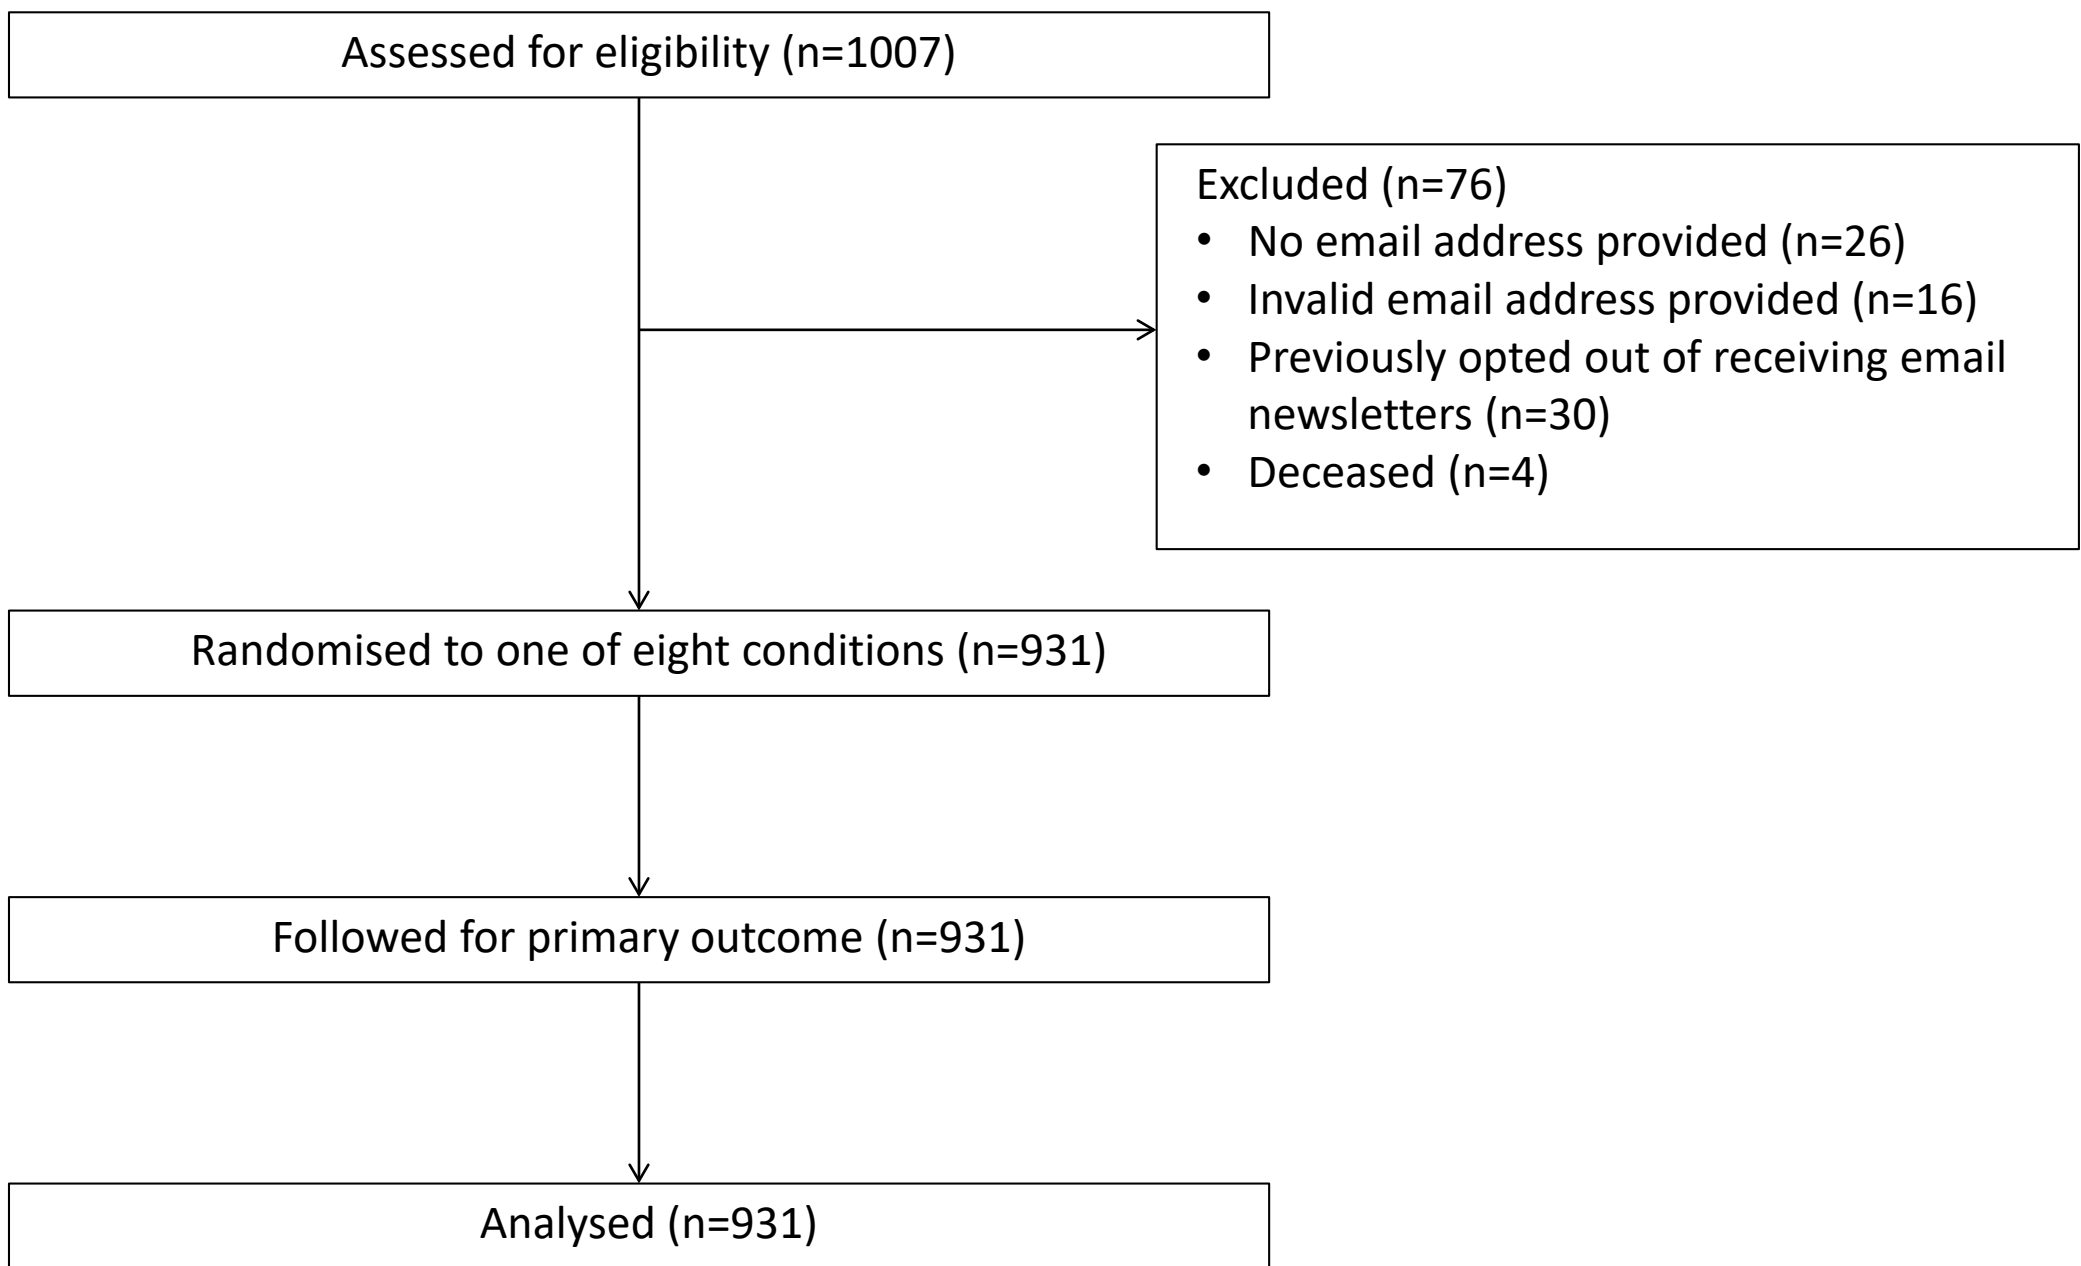 Assessed for eligibility (n=1007)
Excluded (n=76)
• No email address provided (n=26)
• Invalid email address provided (n=16)
• Previously opted out of receiving email
newsletters (n=30)
• Deceased (n=4)
Randomised to one of eight conditions (n=931)
Followed for primary outcome (n=931)
Analysed (n=931)